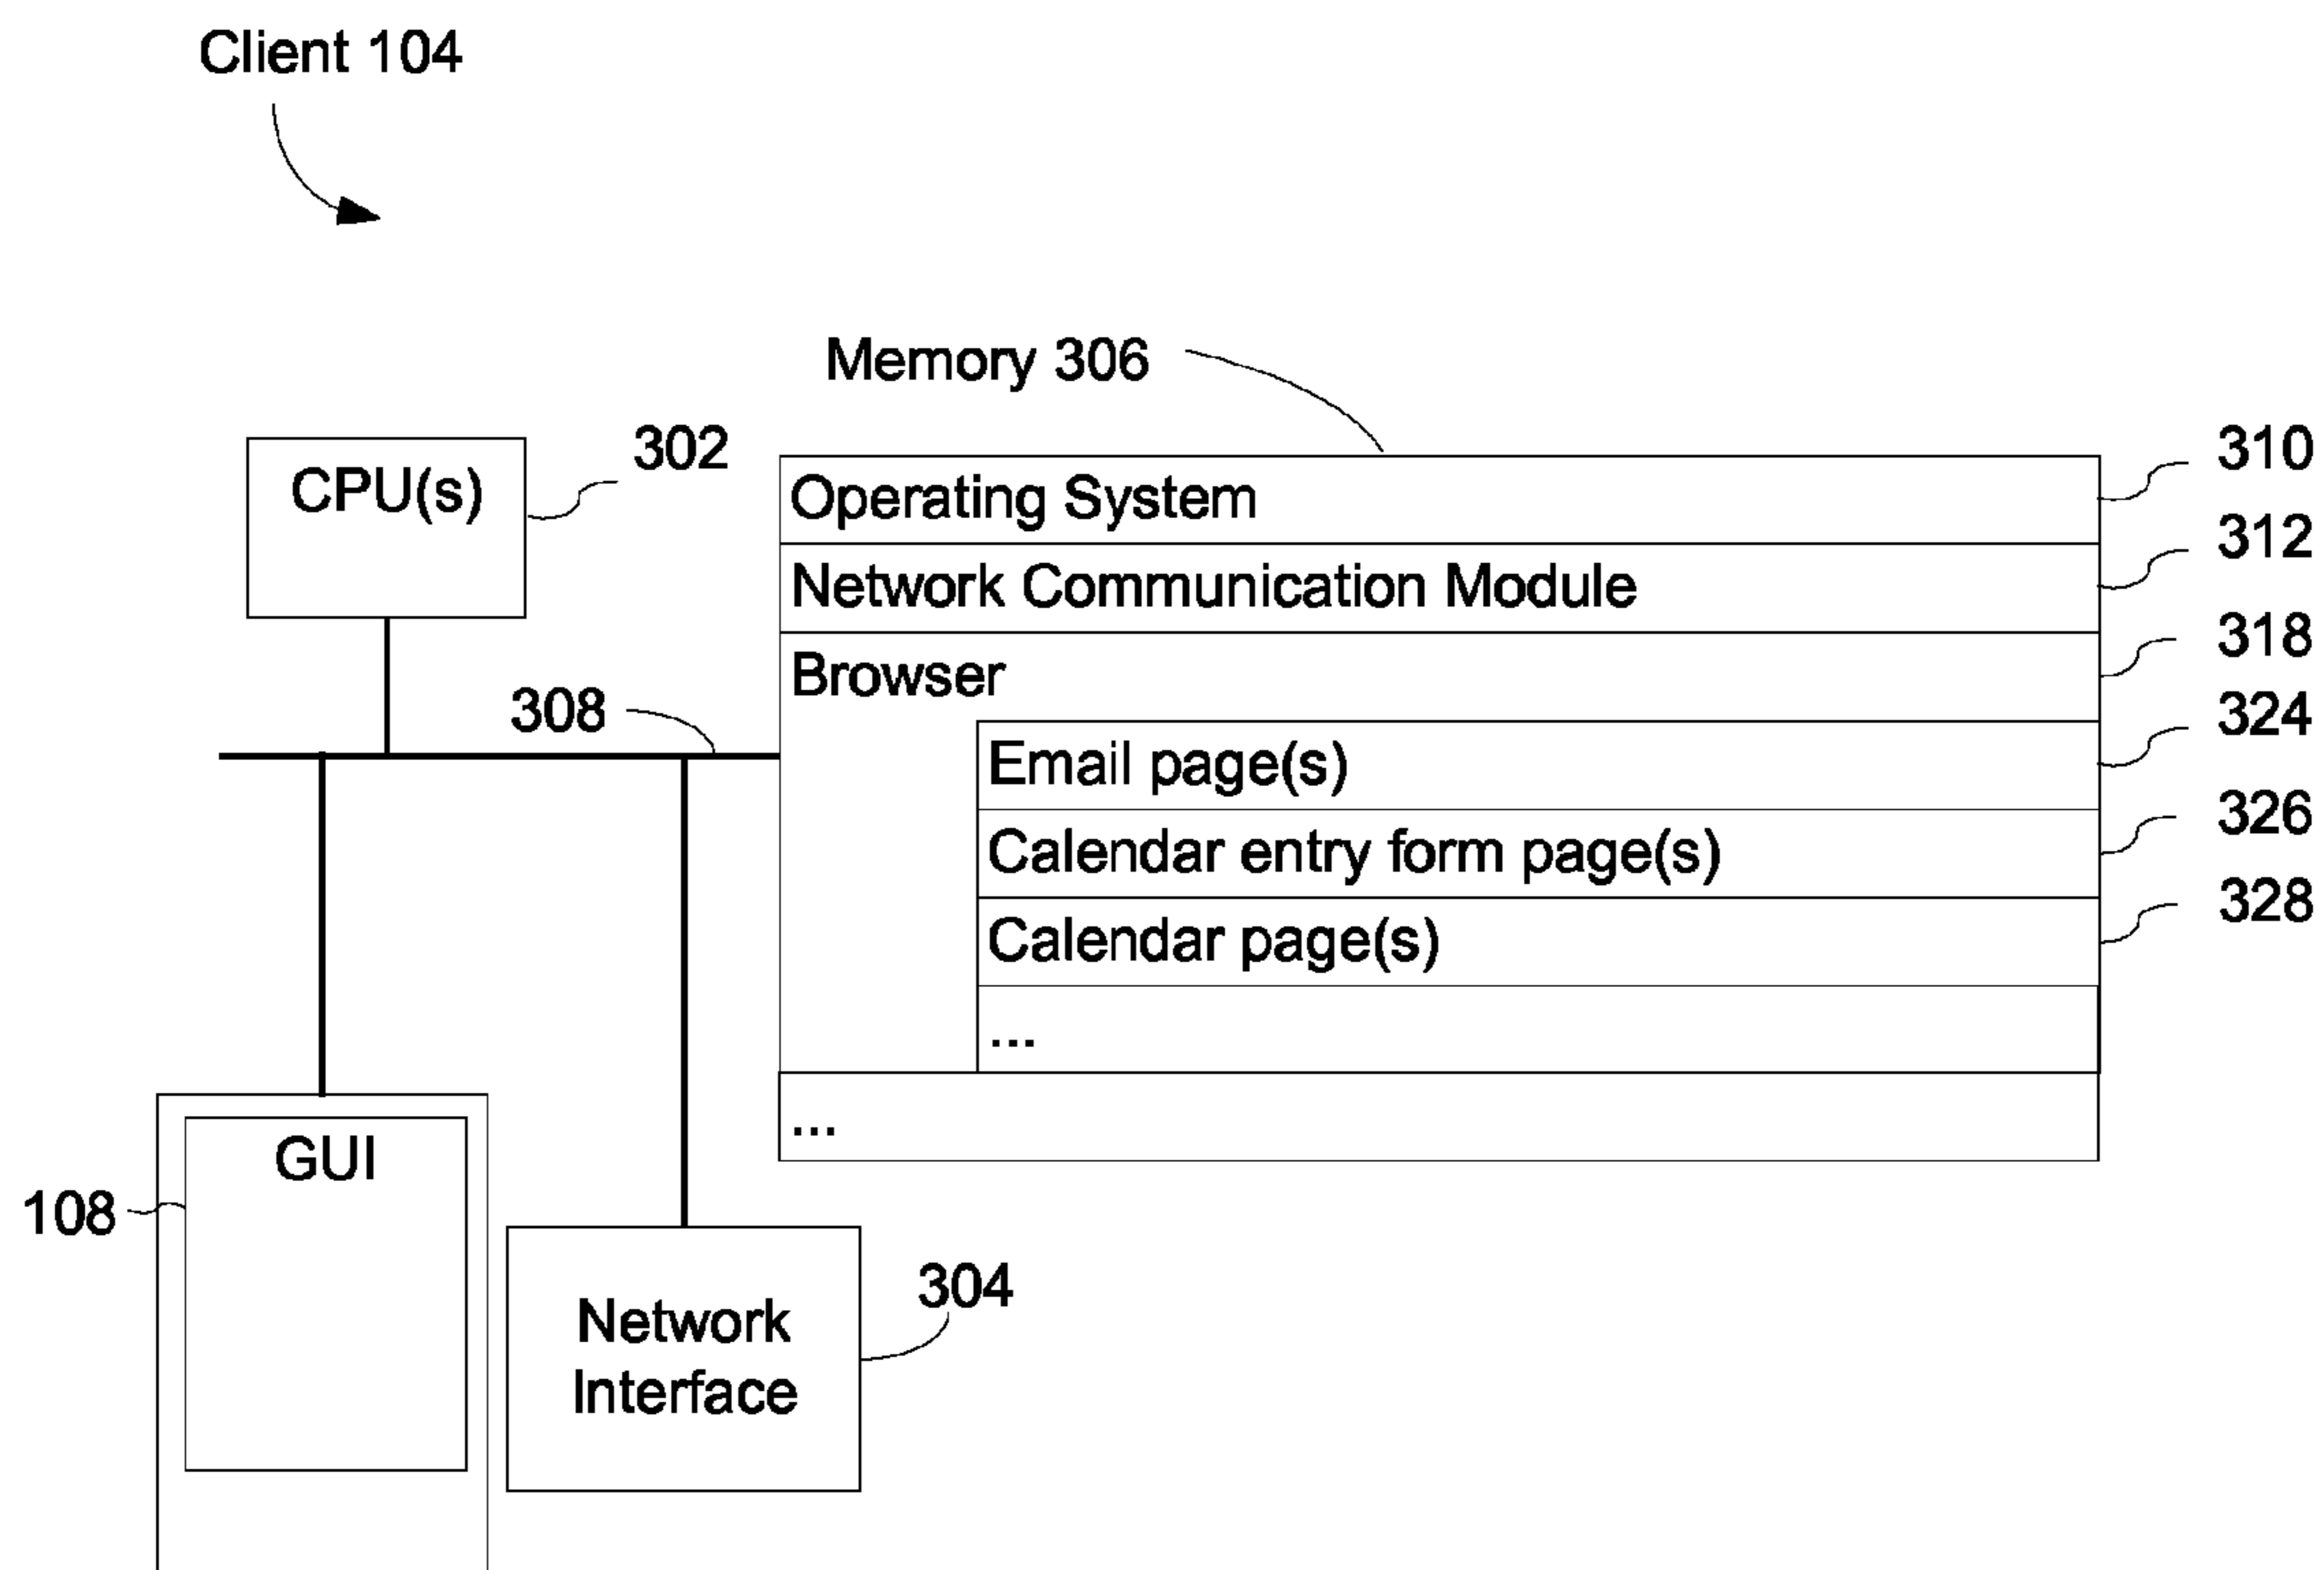 Client 104
Memory 306
CPU(s)
302
Operating System
310
Network Communication Module
312
Browser
318
308
Email page(s)
324
Calendar entry form page(s)
326
Calendar page(s)
328
...
...
GUI
108
Network
Interface
304